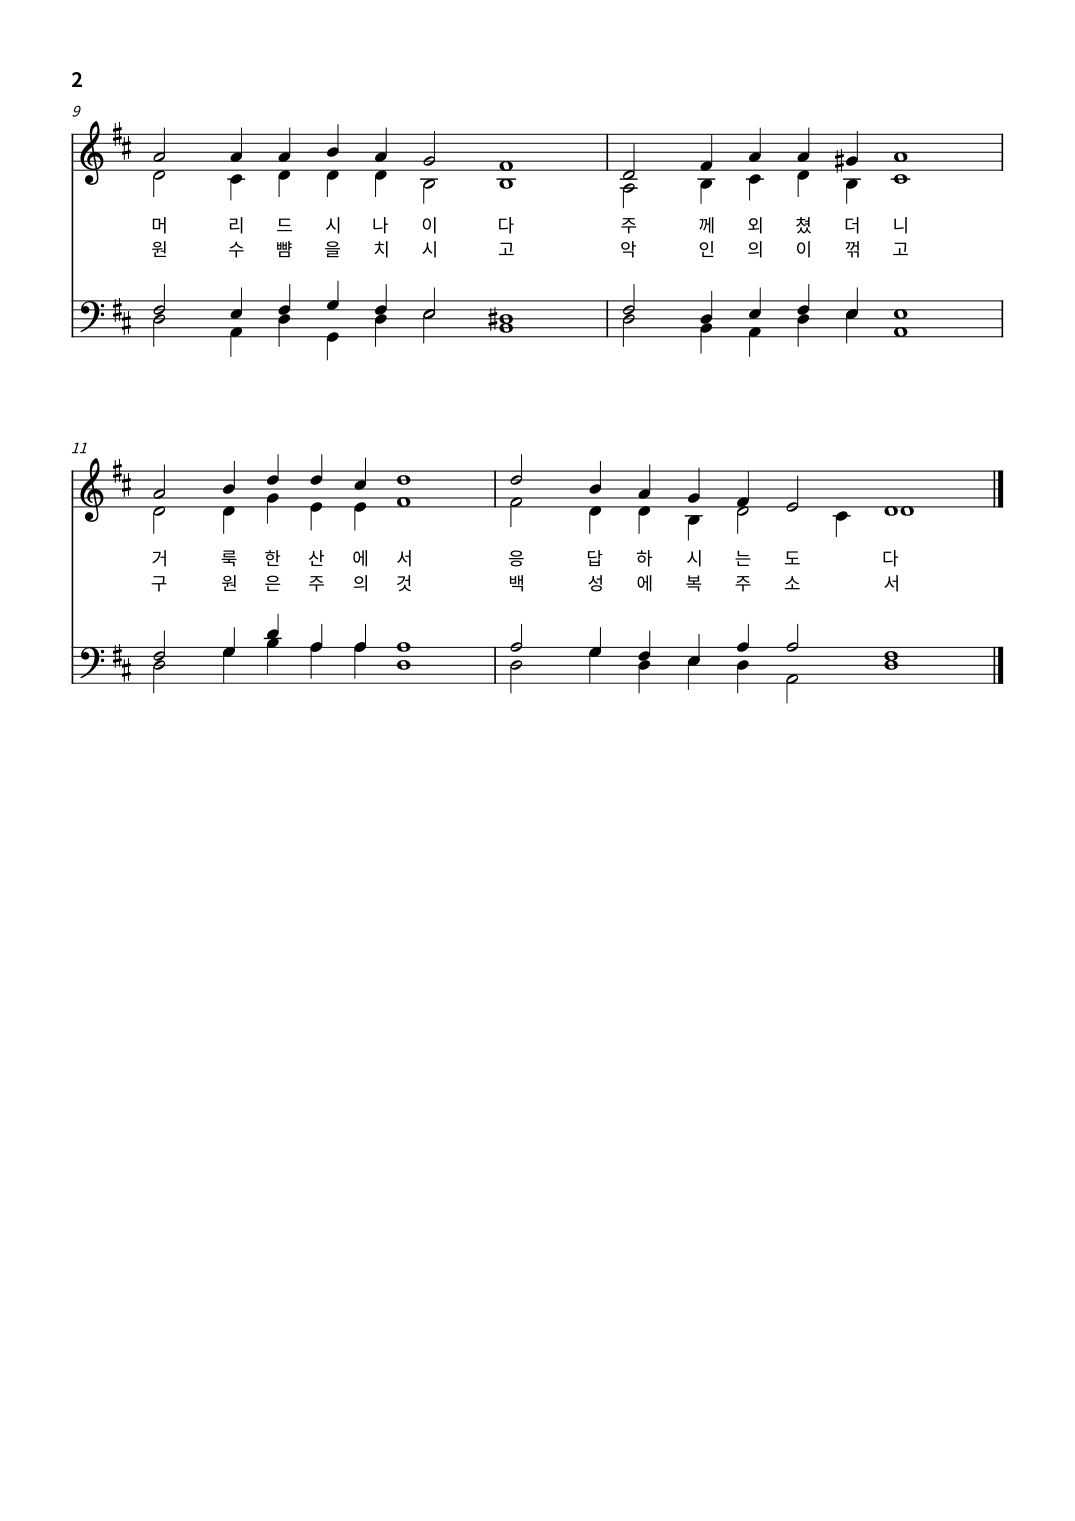 2
9
머 리 드 시 나 이 다 주 께 외 쳤 더 니
원 수 뺨 을 치 시 고 악 인 의 이 꺾 고
11
거 룩 한 산 에 서 응 답 하 시 는 도 다
구 원 은 주 의 것 백 성 에 복 주 소 서